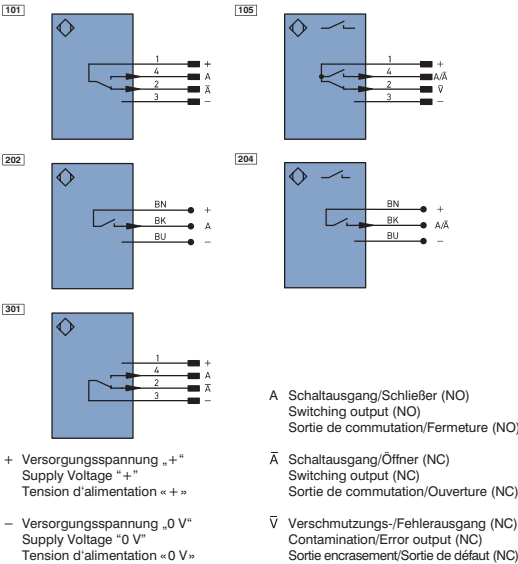 101
1 +
4 A
2 A̅
3 –
105
1 +
4 A/A̅
2 V̅
3 –
202
BN +
BK A
BU –
204
BN +
BK A/A̅
BU –
301
1 +
4 A
2 A̅
3 –
+ Versorgungsspannung „+“
Supply Voltage “+”
Tension d‘alimentation «+»
– Versorgungsspannung „0 V“
Supply Voltage “0 V”
Tension d‘alimentation «0 V»
A Schaltausgang/Schließer (NO)
Switching output (NO)
Sortie de commutation/Fermeture (NO)
A̅ Schaltausgang/Öffner (NC)
Switching output (NC)
Sortie de commutation/Ouverture (NC)
V̅ Verschmutzungs-/Fehlerausgang (NC)
Contamination/Error output (NC)
Sortie encrasement/Sortie de défaut (NC)